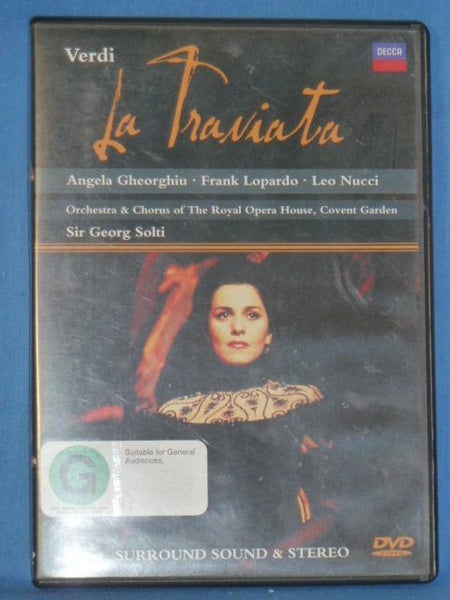 DECCA
Verdi
La Traviata
Angela Gheorghiu · Frank Lopardo · Leo Nucci
Orchestra & Chorus of The Royal Opera House, Covent Garden
Sir Georg Solti
G
Suitable for General
Audiences.
SURROUND SOUND & STEREO
DVD
VIDEO